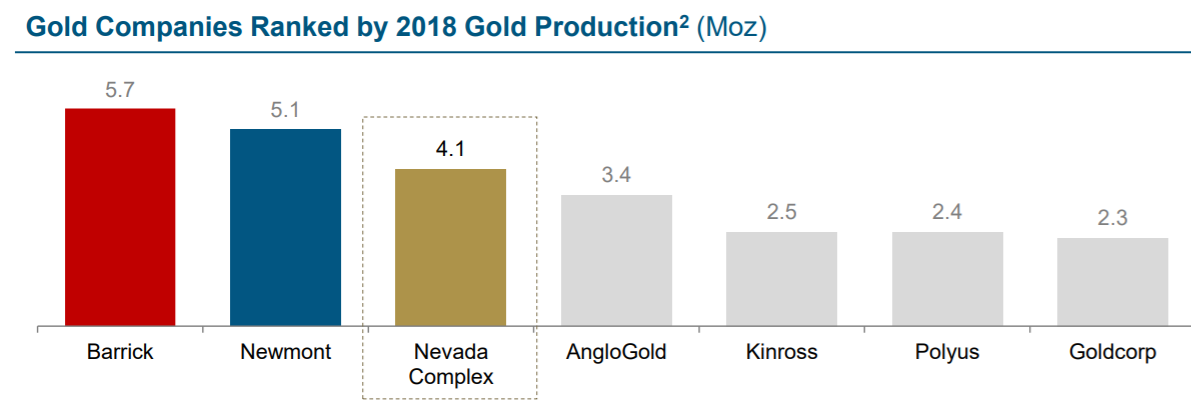 Gold Companies Ranked by 2018 Gold Production² (Moz)
5.7
5.1
4.1
3.4
2.5
2.4
2.3
Barrick
Newmont
Nevada
Complex
AngloGold
Kinross
Polyus
Goldcorp